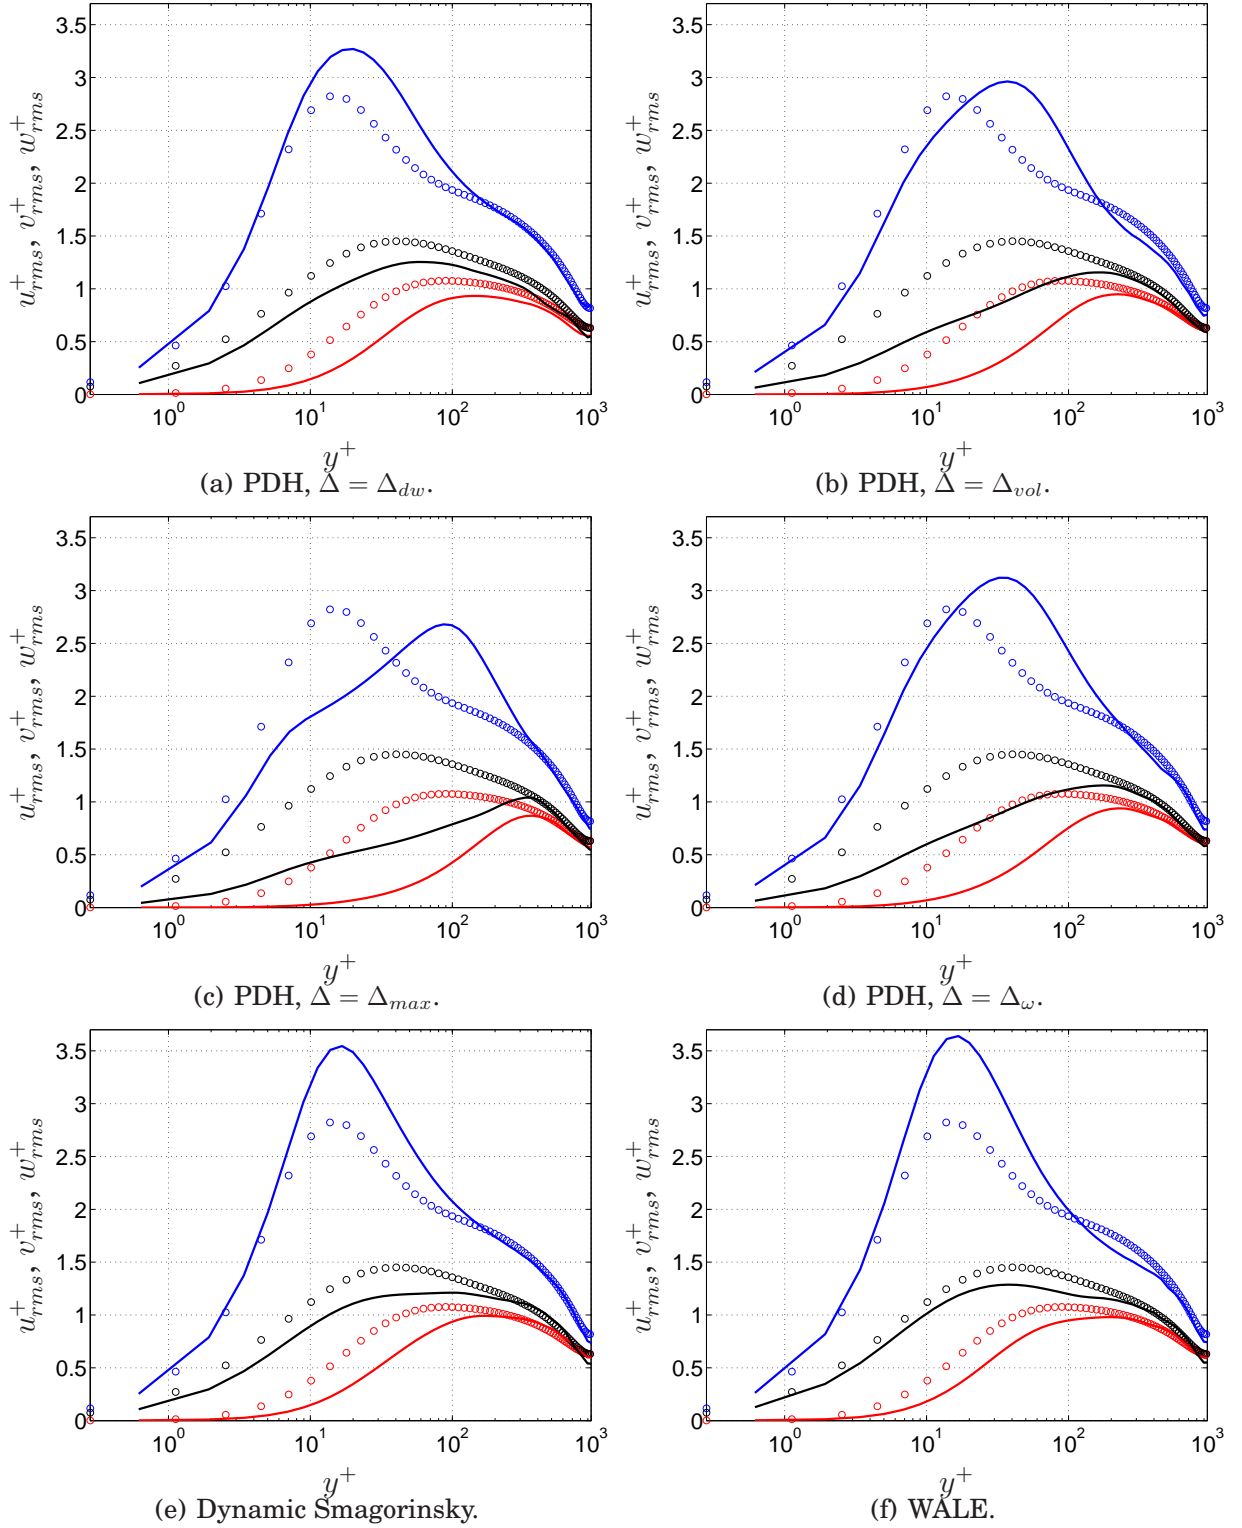 3.5
3
2.5
2
1.5
1
0.5
0
10^0 10^1 10^2 10^3
u^+_{rms}, v^+_{rms}, w^+_{rms}
y^+
(a) PDH, Δ = Δ_{dw}.
3.5
3
2.5
2
1.5
1
0.5
0
10^0 10^1 10^2 10^3
u^+_{rms}, v^+_{rms}, w^+_{rms}
y^+
(b) PDH, Δ = Δ_{vol}.
3.5
3
2.5
2
1.5
1
0.5
0
10^0 10^1 10^2 10^3
u^+_{rms}, v^+_{rms}, w^+_{rms}
y^+
(c) PDH, Δ = Δ_{max}.
3.5
3
2.5
2
1.5
1
0.5
0
10^0 10^1 10^2 10^3
u^+_{rms}, v^+_{rms}, w^+_{rms}
y^+
(d) PDH, Δ = Δ_ω.
3.5
3
2.5
2
1.5
1
0.5
0
10^0 10^1 10^2 10^3
u^+_{rms}, v^+_{rms}, w^+_{rms}
y^+
(e) Dynamic Smagorinsky.
3.5
3
2.5
2
1.5
1
0.5
0
10^0 10^1 10^2 10^3
u^+_{rms}, v^+_{rms}, w^+_{rms}
y^+
(f) WALE.